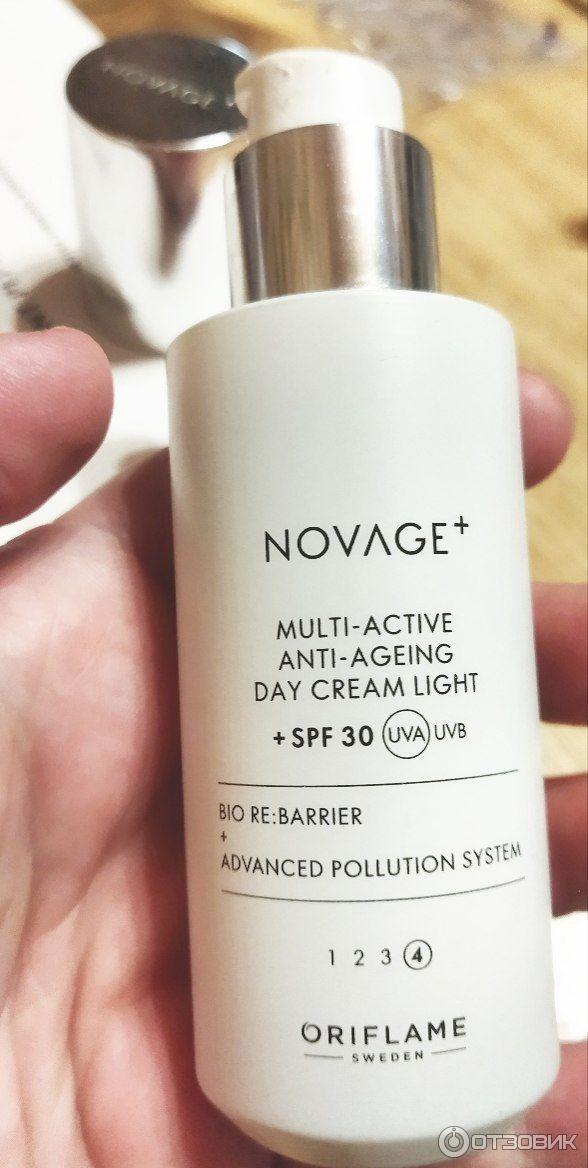 NOVAGE
NOVAGE+
MULTI-ACTIVE
ANTI-AGEING
DAY CREAM LIGHT
+ SPF 30 UVA UVB
BIO RE:BARRIER
+
ADVANCED POLLUTION SYSTEM
1 2 3 4
ORIFLAME
SWEDEN
ОТЗОВИК